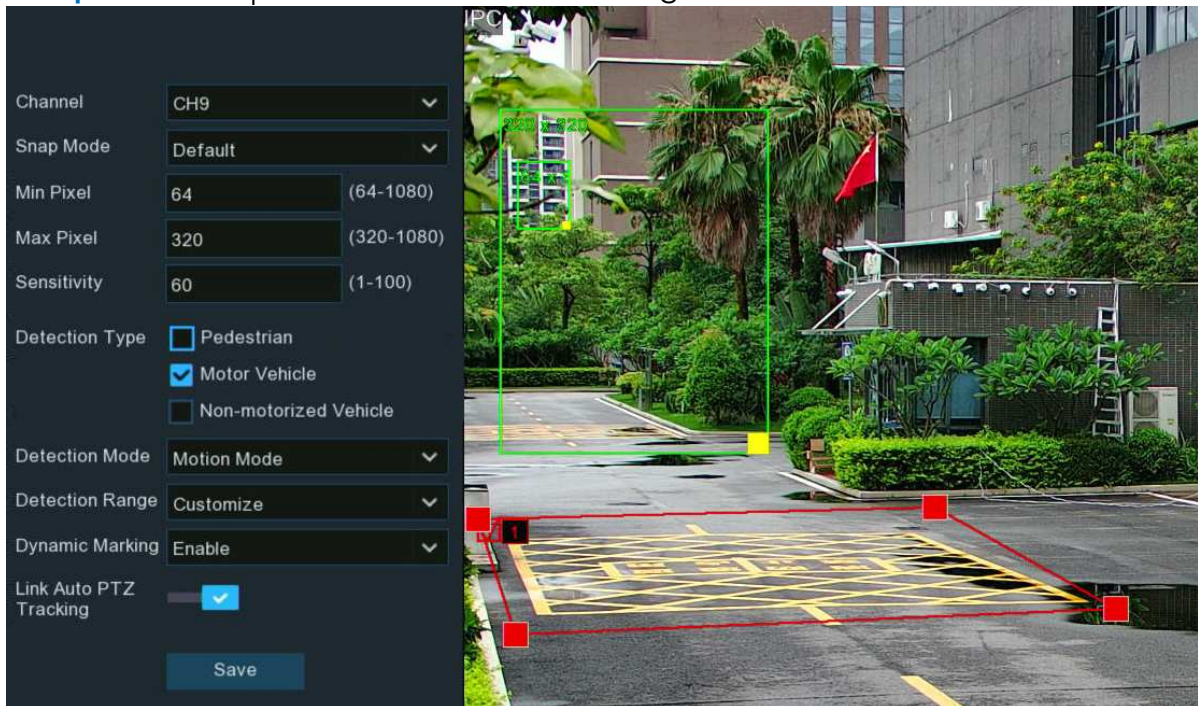 IPC
Channel CH9
Snap Mode Default
Min Pixel 64 (64-1080)
Max Pixel 320 (320-1080)
Sensitivity 60 (1-100)
Detection Type Pedestrian
Motor Vehicle
Non-motorized Vehicle
Detection Mode Motion Mode
Detection Range Customize
Dynamic Marking Enable
Link Auto PTZ
Tracking
Save
320 x 320
64 x
1